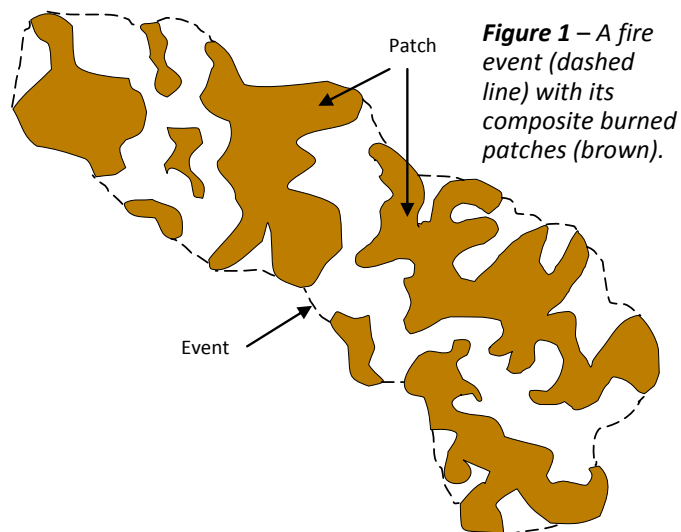 Patch
Figure 1 – A fire
event (dashed
line) with its
composite burned
patches (brown).
Event